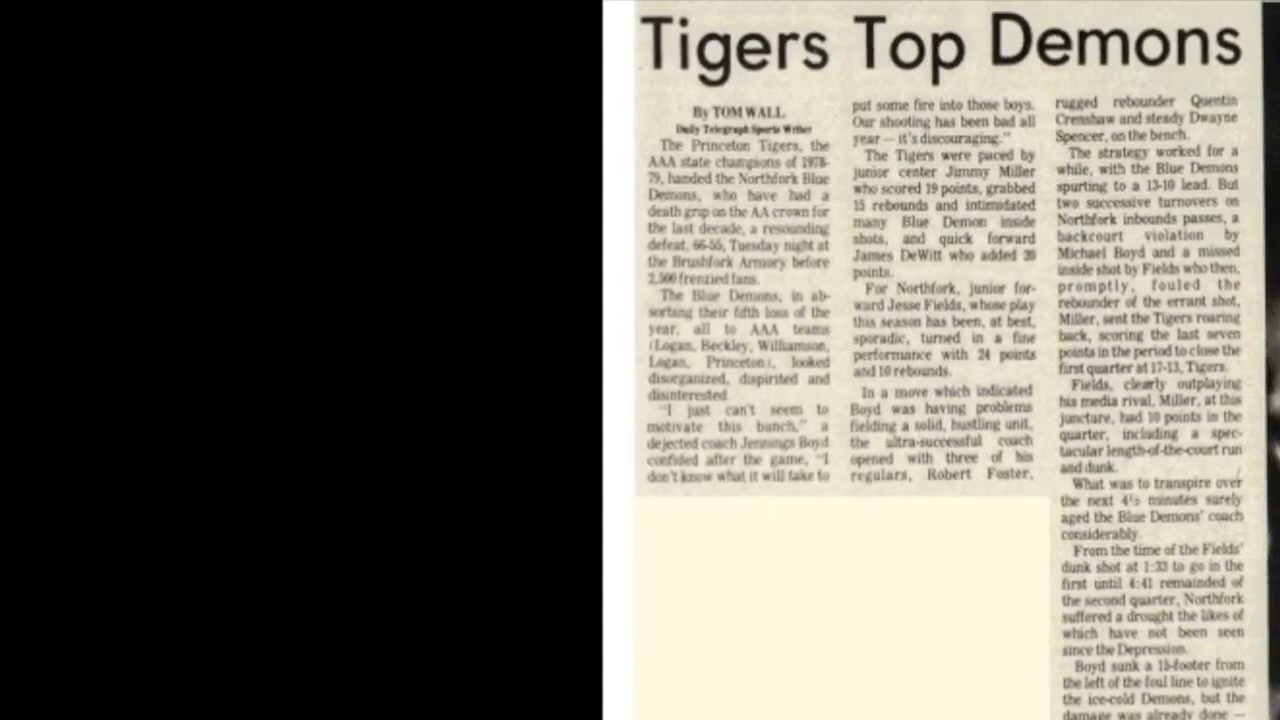 Tigers Top Demons
By TOM WALL
Daily Telegraph Sports Writer
The Princeton Tigers, the
AAA state champions of 1978-
79, handed the Northfork Blue
Demons, who have had a
death grip on the AA crown for
the last decade, a resounding
defeat, 66-55, Tuesday night at
the Brushfork Armory before
2,500 frenzied fans.
The Blue Demons, in ab-
sorbing their fifth loss of the
year, all to AAA teams
(Logan, Beckley, Williamson,
Logan, Princeton), looked
disorganized, dispirited and
disinterested.
"I just can't seem to
motivate this bunch," a
dejected coach Jennings Boyd
confided after the game, "I
don't know what it will take to
put some fire into those boys.
Our shooting has been bad all
year — it's discouraging."
The Tigers were paced by
junior center Jimmy Miller
who scored 19 points, grabbed
15 rebounds and intimidated
many Blue Demon inside
shots, and quick forward
James DeWitt who added 20
points.
For Northfork, junior for-
ward Jesse Fields, whose play
this season has been, at best,
sporadic, turned in a fine
performance with 24 points
and 10 rebounds.
In a move which indicated
Boyd was having problems
fielding a solid, hustling unit,
the ultra-successful coach
opened with three of his
regulars, Robert Foster,
rugged rebounder Quentin
Crenshaw and steady Dwayne
Spencer, on the bench.
The strategy worked for a
while, with the Blue Demons
spurting to a 13-10 lead. But
two successive turnovers on
Northfork inbounds passes, a
backcourt violation by
Michael Boyd and a missed
inside shot by Fields who then,
promptly, fouled the
rebounder of the errant shot,
Miller, sent the Tigers roaring
back, scoring the last seven
points in the period to close the
first quarter at 17-13, Tigers.
Fields, clearly outplaying
his media rival, Miller, at this
juncture, had 10 points in the
quarter, including a spec-
tacular length-of-the-court run
and dunk.
What was to transpire over
the next 4½ minutes surely
aged the Blue Demons' coach
considerably.
From the time of the Fields'
dunk shot at 1:33 to go in the
first until 4:41 remainded of
the second quarter, Northfork
suffered a drought the likes of
which have not been seen
since the Depression.
Boyd sunk a 15-footer from
the left of the foul line to ignite
the ice-cold Demons, but the
damage was already done —